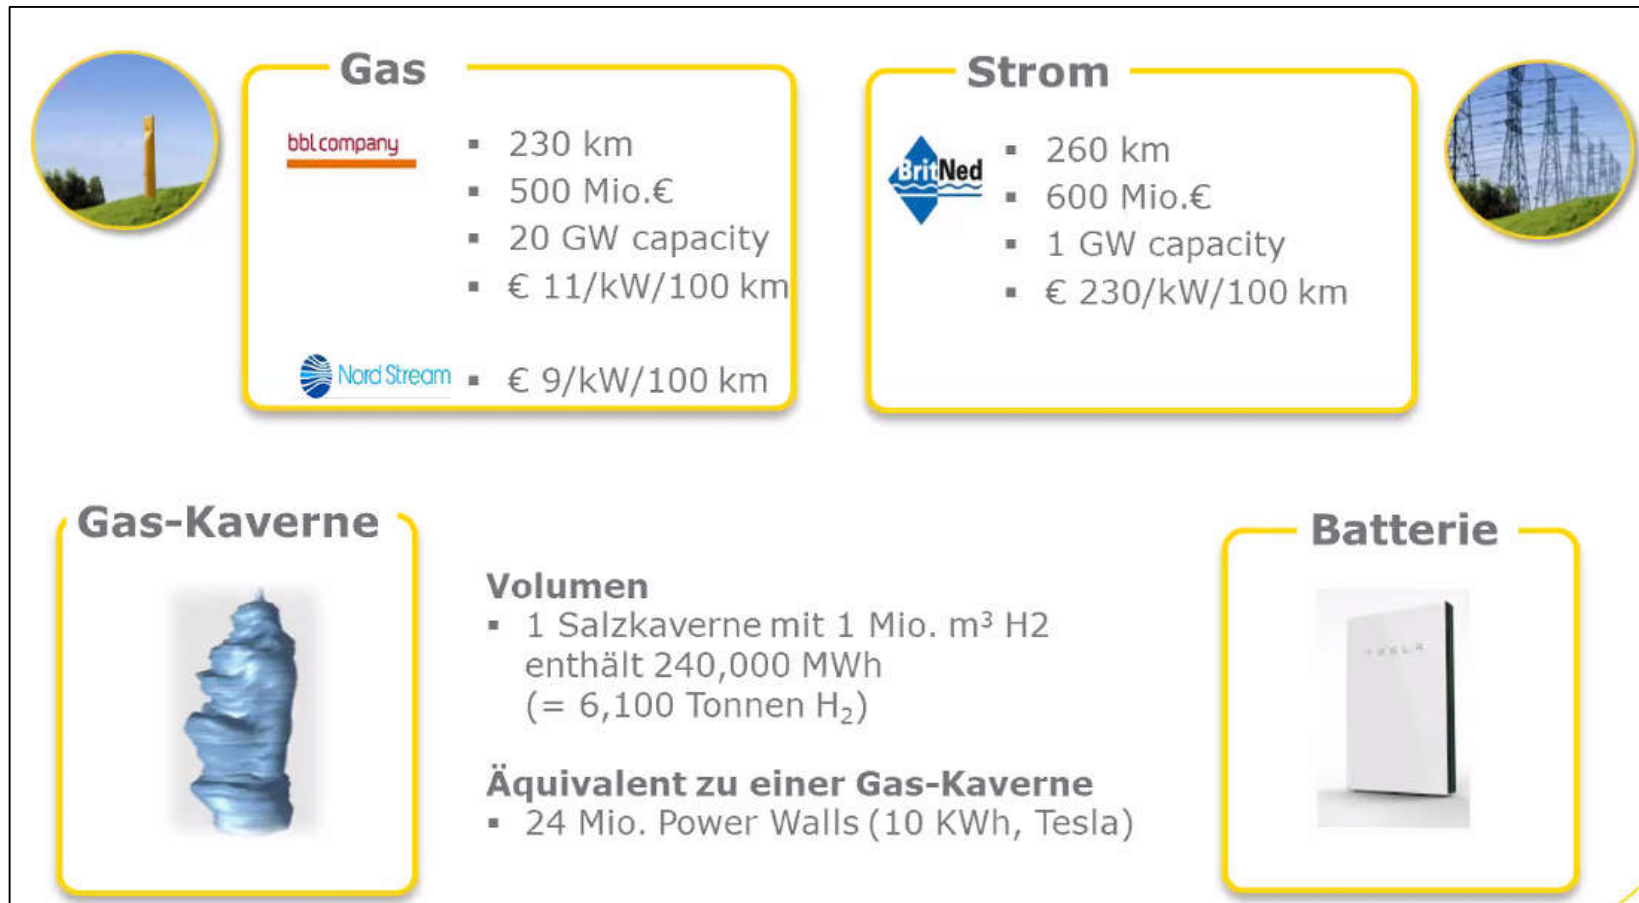 Gas
bbl company
▪ 230 km
▪ 500 Mio.€
▪ 20 GW capacity
▪ € 11/kW/100 km
Nord Stream
▪ € 9/kW/100 km
Strom
BritNed
▪ 260 km
▪ 600 Mio.€
▪ 1 GW capacity
▪ € 230/kW/100 km
Gas-Kaverne
Volumen
▪ 1 Salzkaverne mit 1 Mio. m³ H2
enthält 240,000 MWh
(= 6,100 Tonnen H₂)
Äquivalent zu einer Gas-Kaverne
▪ 24 Mio. Power Walls (10 KWh, Tesla)
Batterie
TESLA